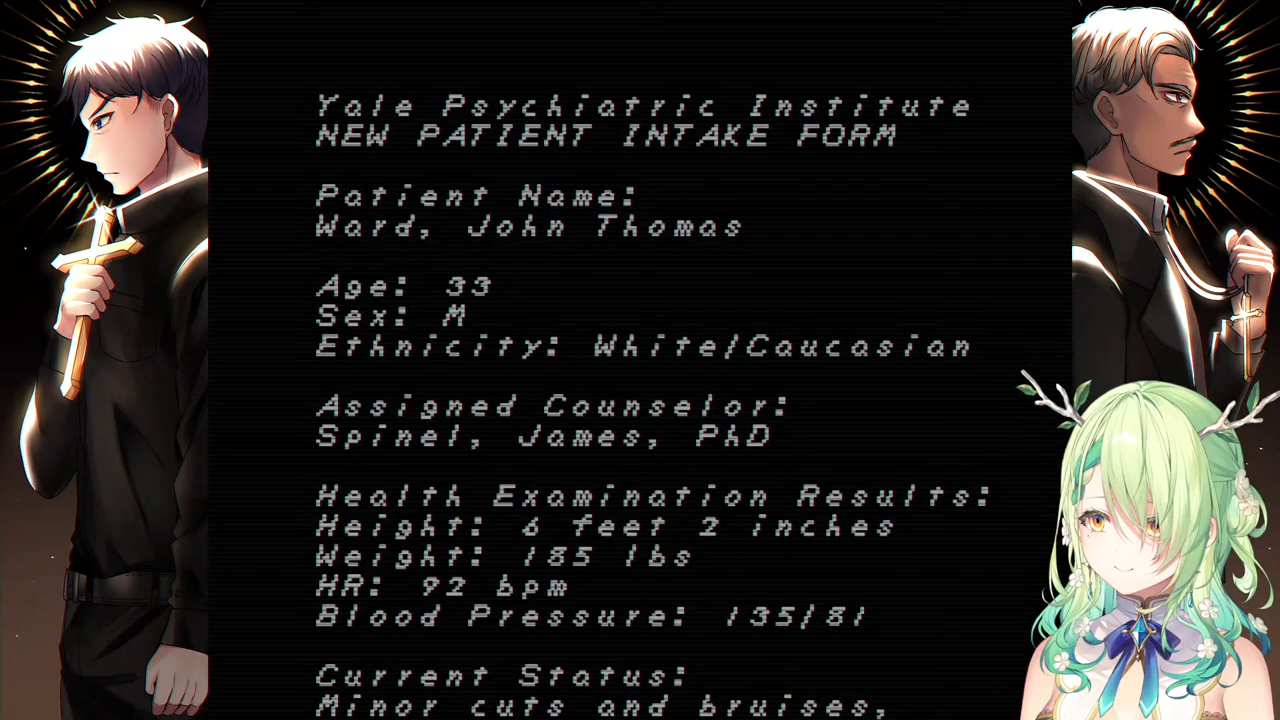 Yale Psychiatric Institute
NEW PATIENT INTAKE FORM
Patient Name:
Ward, John Thomas
Age: 33
Sex: M
Ethnicity: White/Caucasian
Assigned Counselor:
Spinel, James, PhD
Health Examination Results:
Height: 6 feet 2 inches
Weight: 185 lbs
HR: 92 bpm
Blood Pressure: 135/81
Current Status:
Minor cuts and bruises,